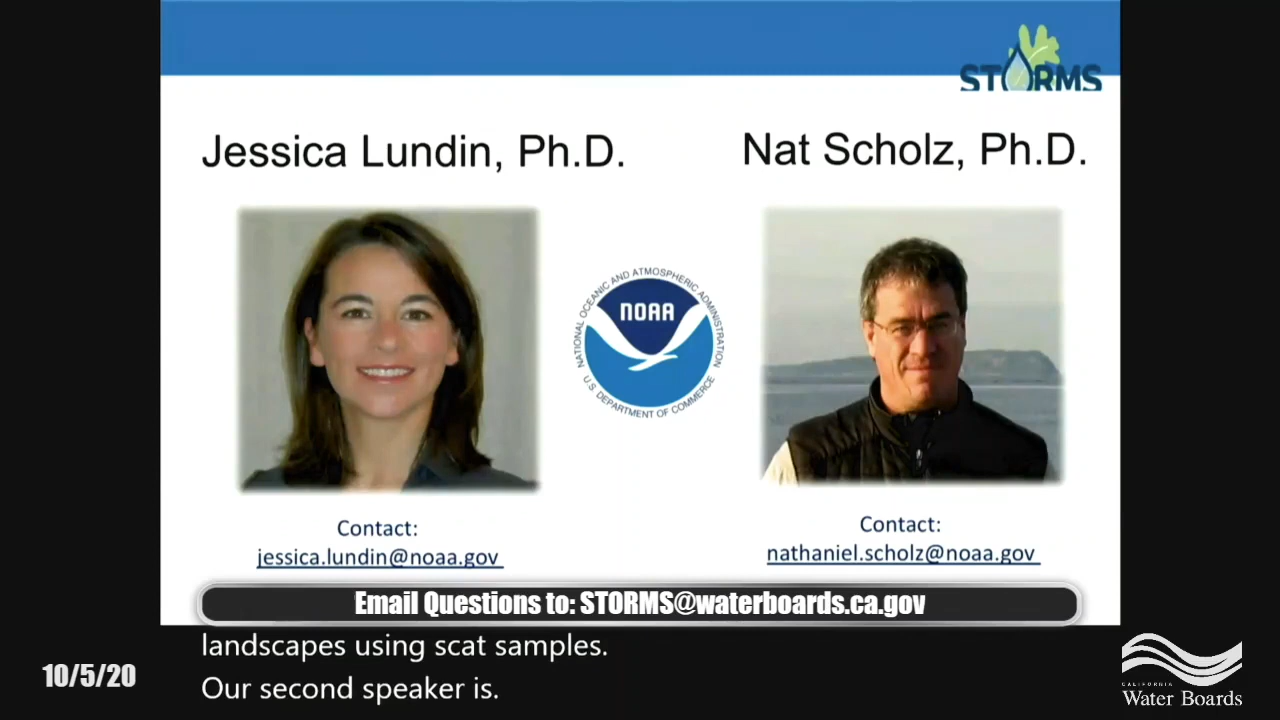 STORMS
Jessica Lundin, Ph.D.
Nat Scholz, Ph.D.
NATIONAL OCEANIC AND ATMOSPHERIC ADMINISTRATION
NOAA
U.S. DEPARTMENT OF COMMERCE
Contact:
jessica.lundin@noaa.gov
Contact:
nathaniel.scholz@noaa.gov
Email Questions to: STORMS@waterboards.ca.gov
landscapes using scat samples.
Our second speaker is.
10/5/20
CALIFORNIA
Water Boards